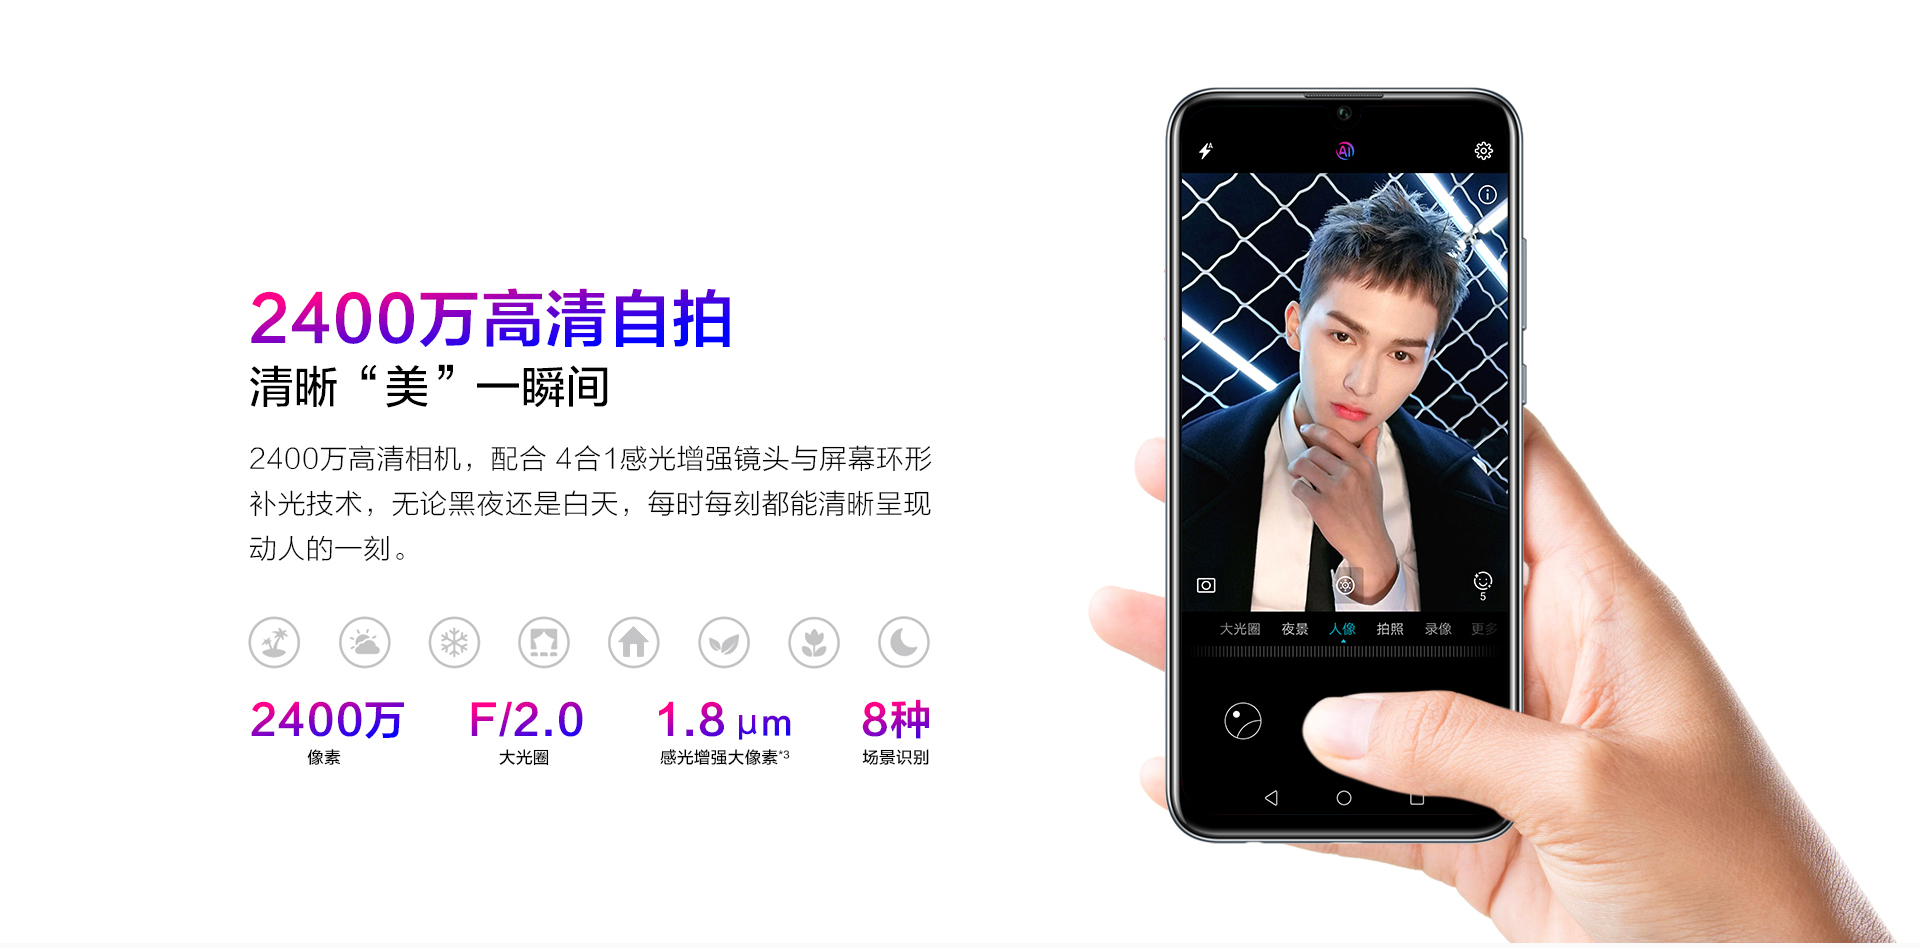 2400万高清自拍
清晰“美”一瞬间
2400万高清相机，配合 4合1感光增强镜头与屏幕环形
补光技术，无论黑夜还是白天，每时每刻都能清晰呈现
动人的一刻。
2400万
像素
F/2.0
大光圈
1.8 μm
感光增强大像素*3
8种
场景识别
A
AI
5
大光圈 夜景 人像 拍照 录像 更多